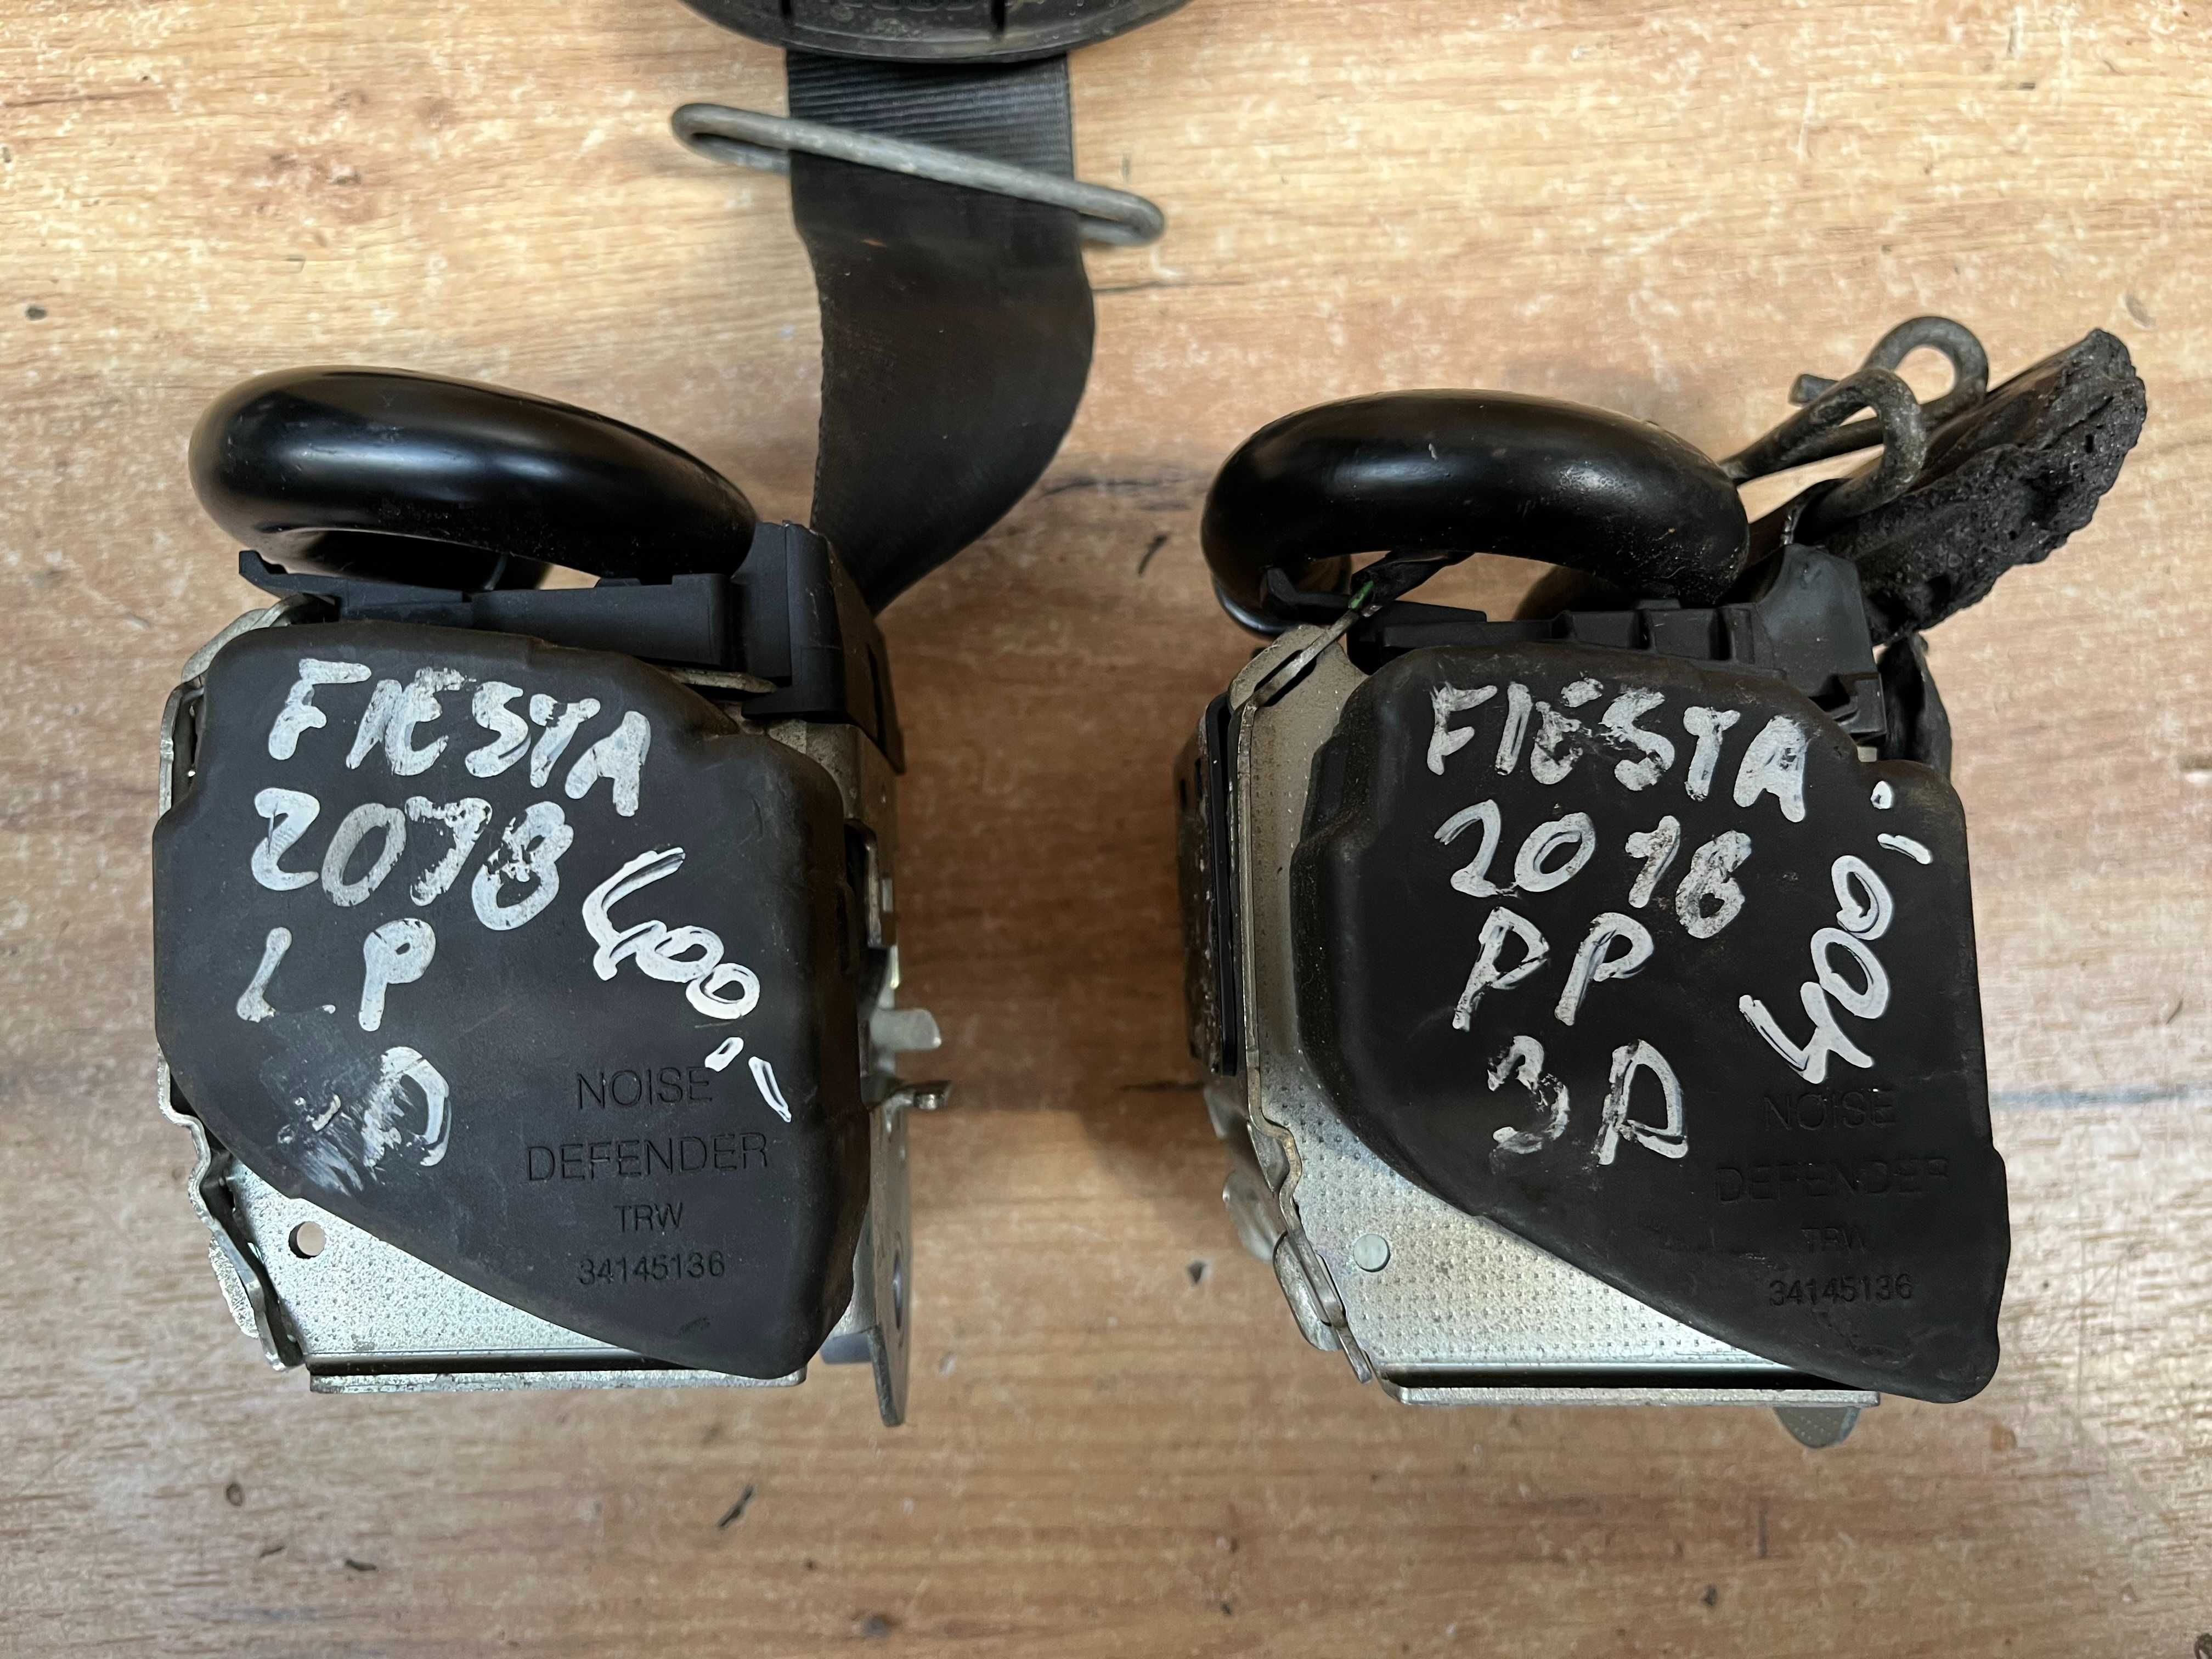 FIESTA
2018
LP
D
400,-
NOISE
DEFENDER
TRW
34145136
FIESTA
2018
PP
3D
400,-
NOISE
DEFENDER
TRW
34145136